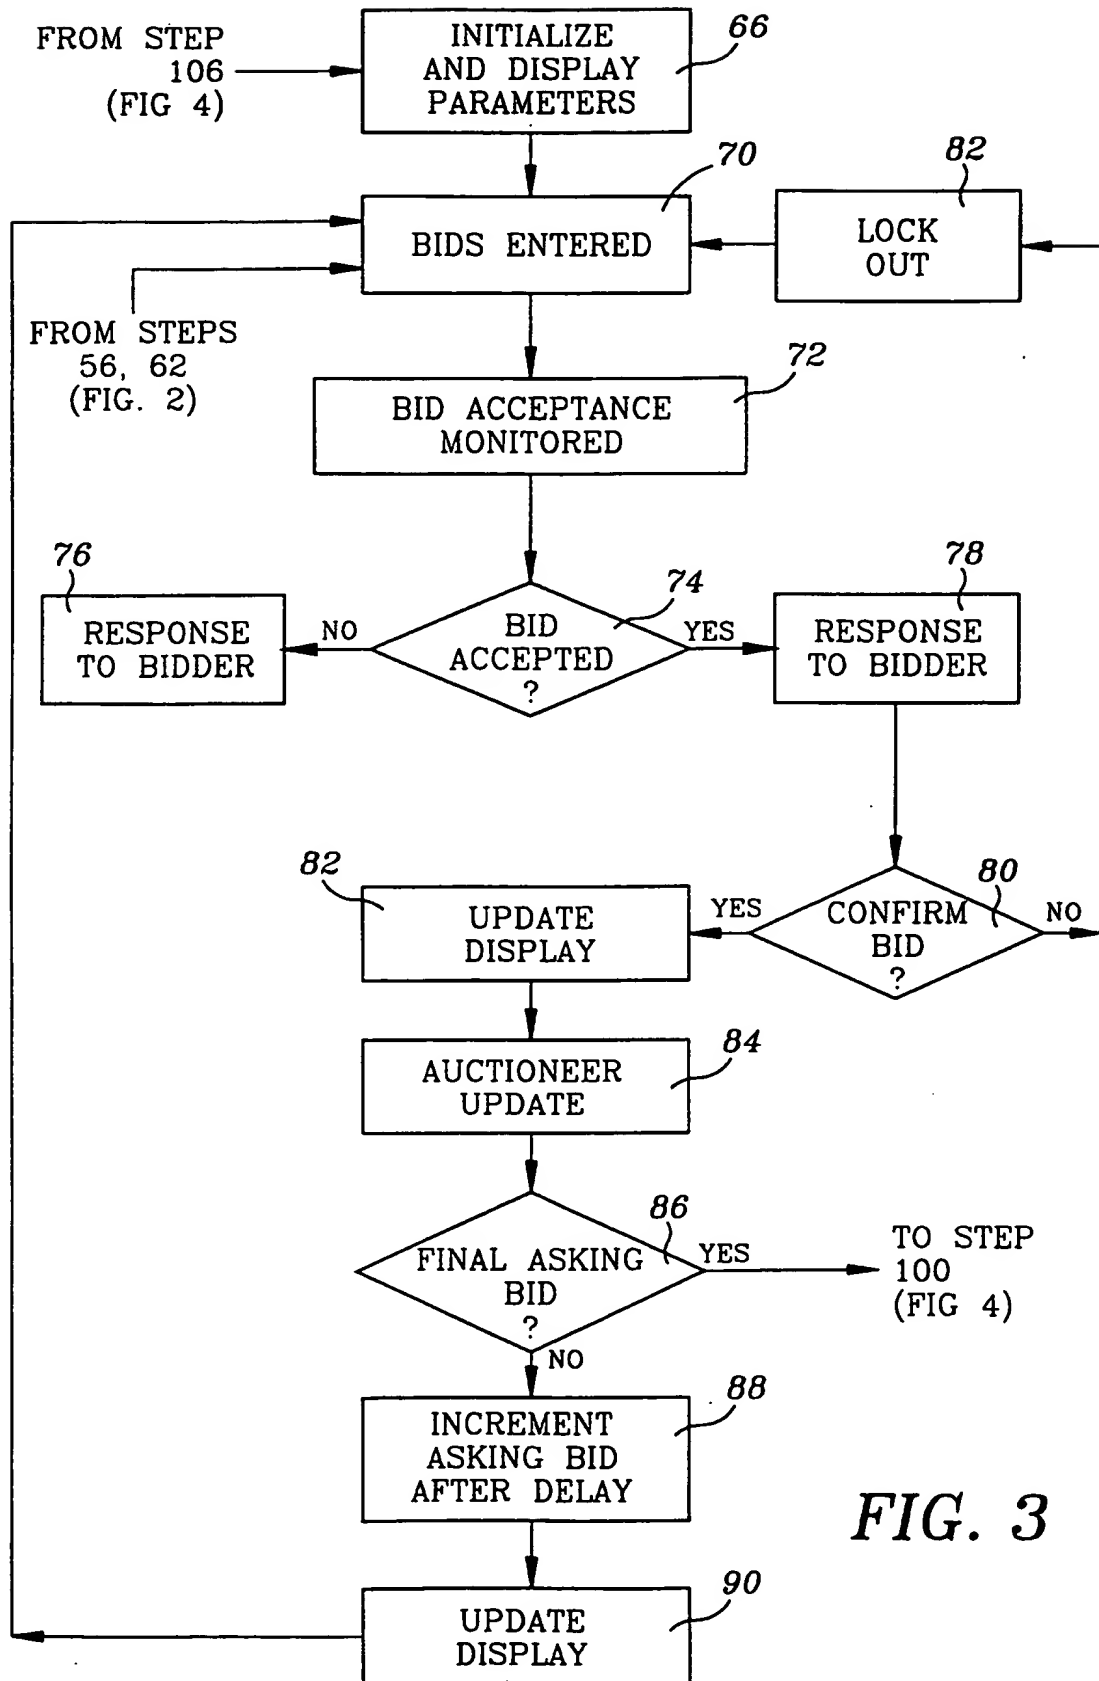 FROM STEP
106
(FIG 4)
INITIALIZE
AND DISPLAY
PARAMETERS
66
70
BIDS ENTERED
82
LOCK
OUT
FROM STEPS
56, 62
(FIG. 2)
72
BID ACCEPTANCE
MONITORED
76
RESPONSE
TO BIDDER
NO
74
BID
ACCEPTED
?
YES
78
RESPONSE
TO BIDDER
80
CONFIRM
BID
?
YES
NO
82
UPDATE
DISPLAY
84
AUCTIONEER
UPDATE
86
FINAL ASKING
BID
?
YES
TO STEP
100
(FIG 4)
NO
88
INCREMENT
ASKING BID
AFTER DELAY
FIG. 3
90
UPDATE
DISPLAY